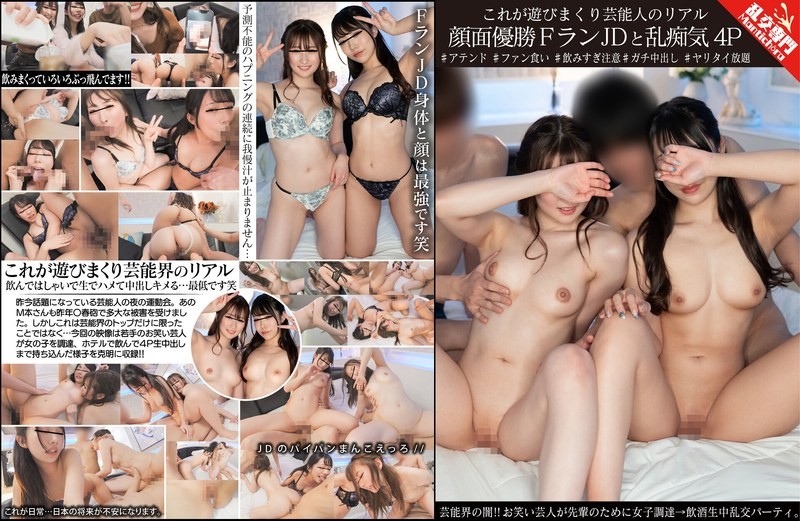 飲みまくっていろいろぶっ飛んでます!!
予測不能のハプニングの連続に我慢汁が止まりません…
FランJD身体と顔は最強です笑
これが遊びまくり芸能界のリアル
飲んではしゃいで生でハメて中出しキメる…最低です笑
昨今話題になっている芸能人の夜の運動会。あの
M本さんも昨年〇春砲で多大な被害を受けました。
しかしこれは芸能界のトップだけに限った
ことではなく…今回の映像は若手のお笑い芸人
が女の子を調達、ホテルで飲んで4P生中出し
まで持ち込んだ様子を克明に収録!!
JDのパイパンまんこえっろ//
これが日常…日本の将来が不安になります。
これが遊びまくり芸能人のリアル
顔面優勝FランJDと乱痴気4P
#アテンド #ファン食い #飲みすぎ注意 #ガチ中出し #ヤリタイ放題
乱交専門
Mantichora
芸能界の闇!!お笑い芸人が先輩のために女子調達→飲酒生中乱交パーティ。